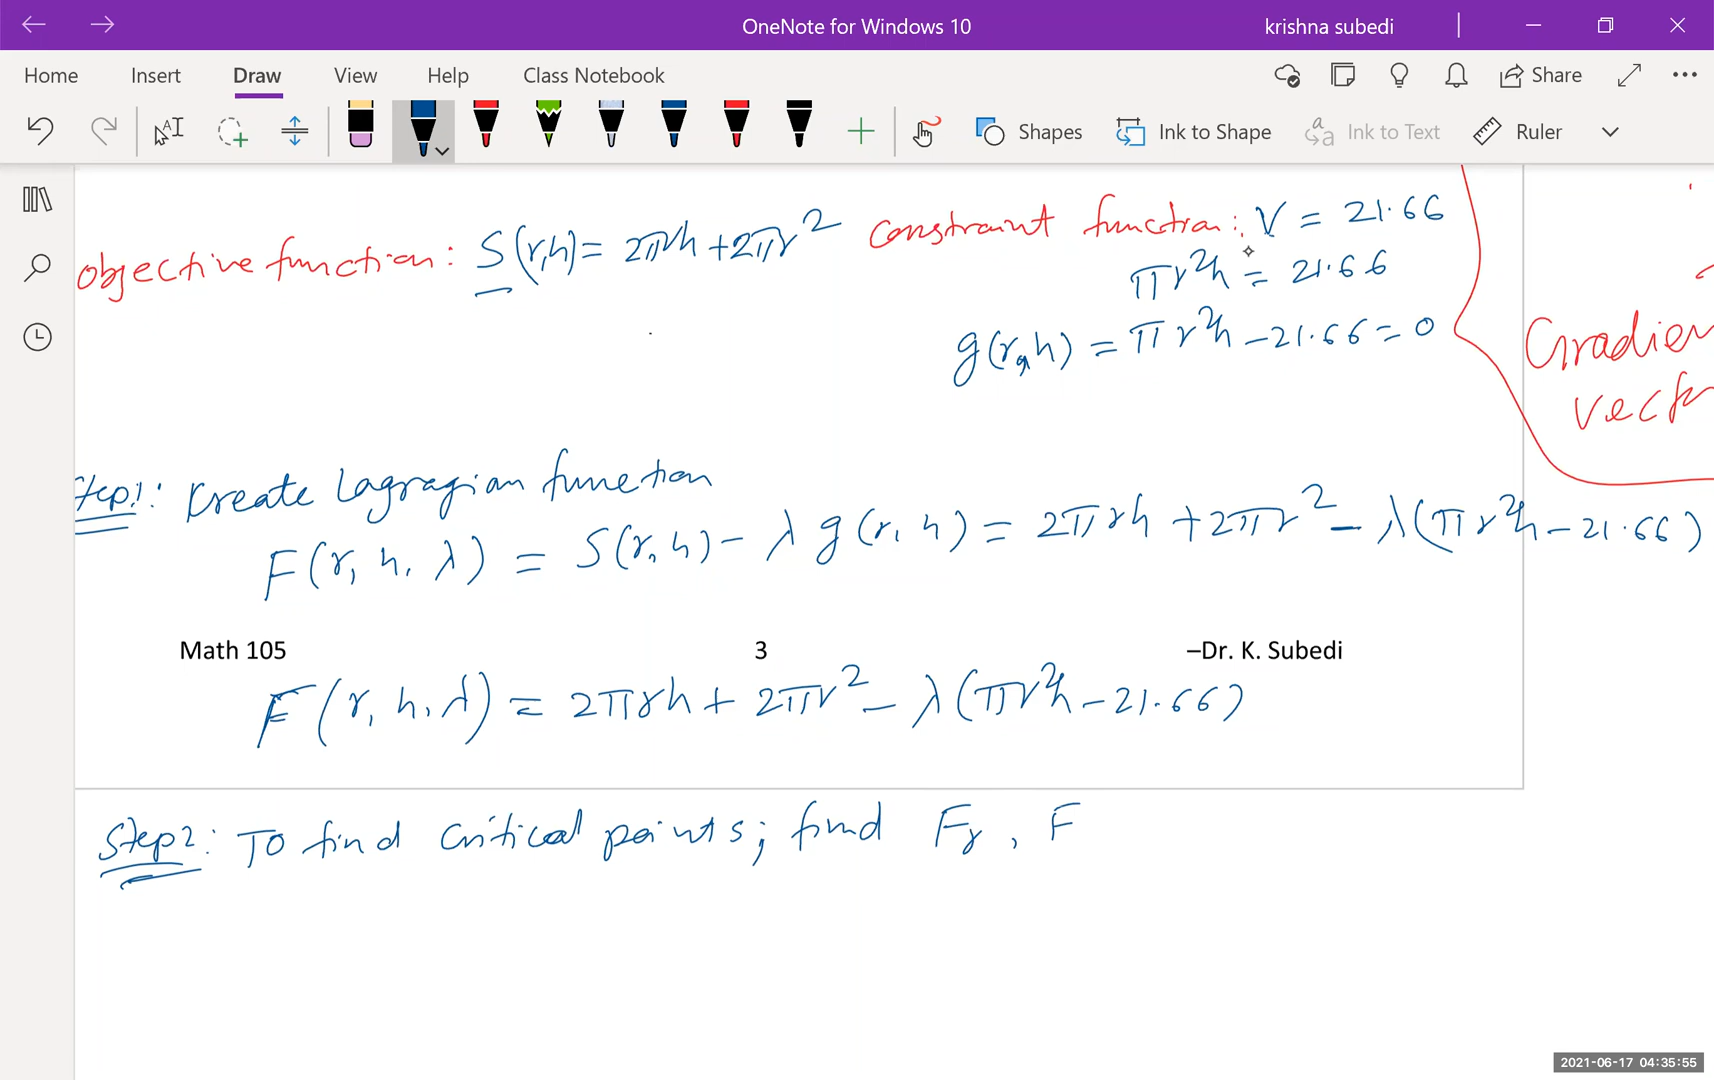 OneNote for Windows 10
krishna subedi
Home Insert Draw View Help Class Notebook
Share
Shapes Ink to Shape Ink to Text Ruler
objective function: S(r,h) = 2πrh + 2πr² constraint function: V = 21.66
πr²h = 21.66
g(r,h) = πr²h - 21.66 = 0
Gradien
vector
Step1: Create Lagragian function
F(r, h, λ) = S(r, h) - λ g(r, h) = 2πrh + 2πr² - λ(πr²h - 21.66)
Math 105 3 –Dr. K. Subedi
F(r, h, λ) = 2πrh + 2πr² - λ(πr²h - 21.66)
Step2: To find critical points; find Fr, F
2021-06-17 04:35:55